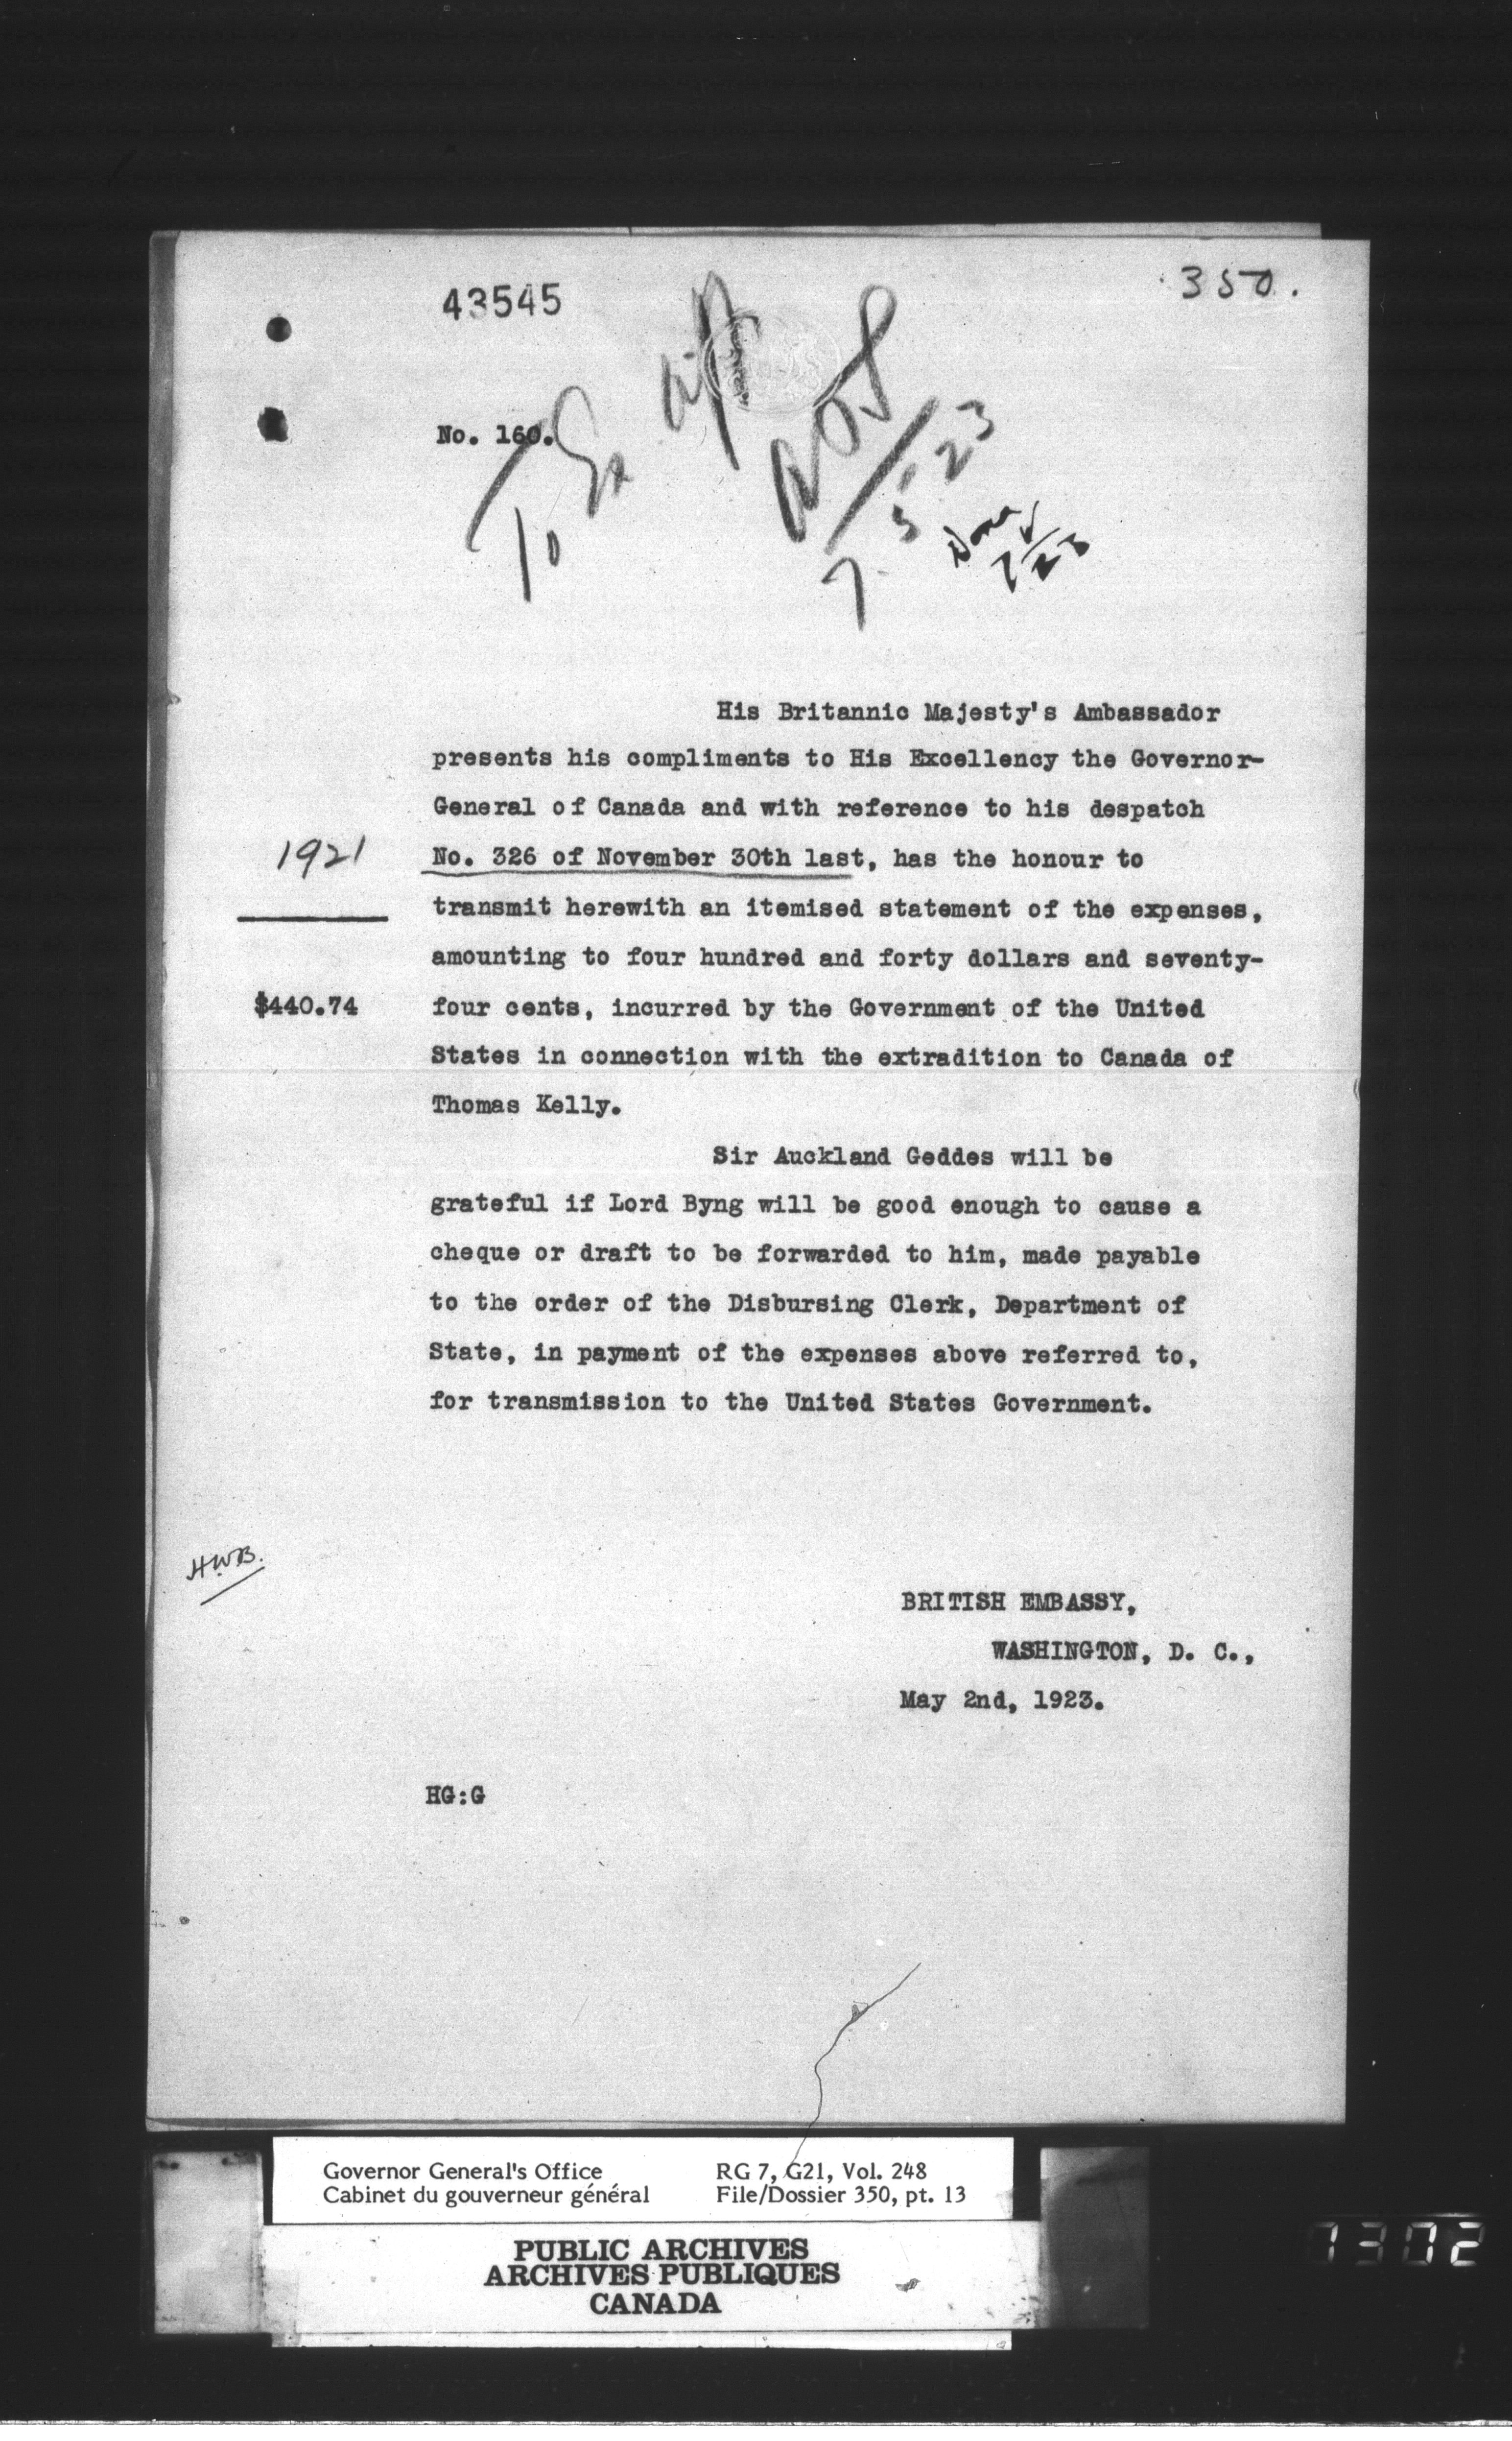 43545
350.
No. 160.
To Ex
7.5.23
7/5/23
His Britannic Majesty's Ambassador
presents his compliments to His Excellency the Governor-
General of Canada and with reference to his despatch
1921
No. 326 of November 30th last, has the honour to
transmit herewith an itemised statement of the expenses,
amounting to four hundred and forty dollars and seventy-
$440.74
four cents, incurred by the Government of the United
States in connection with the extradition to Canada of
Thomas Kelly.
Sir Auckland Geddes will be
grateful if Lord Byng will be good enough to cause a
cheque or draft to be forwarded to him, made payable
to the order of the Disbursing Clerk, Department of
State, in payment of the expenses above referred to,
for transmission to the United States Government.
H.W.B.
BRITISH EMBASSY,
WASHINGTON, D. C.,
May 2nd, 1923.
HG:G
Governor General's Office
Cabinet du gouverneur général
RG 7, G21, Vol. 248
File/Dossier 350, pt. 13
PUBLIC ARCHIVES
ARCHIVES PUBLIQUES
CANADA
1302